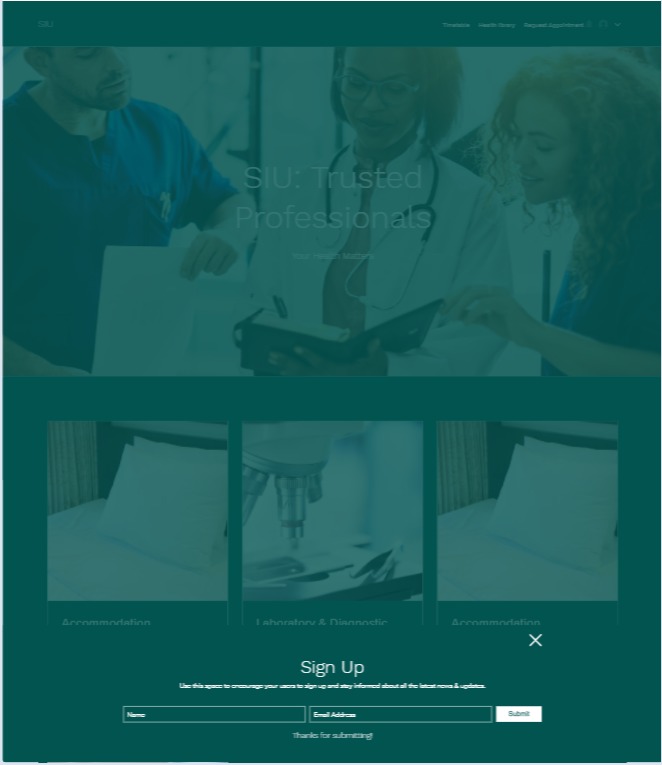 SIU
Timetable Health library Request Appointment
SIU: Trusted
Professionals
Your Health Matters
Accommodation Laboratory & Diagnostic Accommodation
Sign Up
Use this space to encourage your users to sign up and stay informed about all the latest news & updates.
Name Email Address Submit
Thanks for submitting!